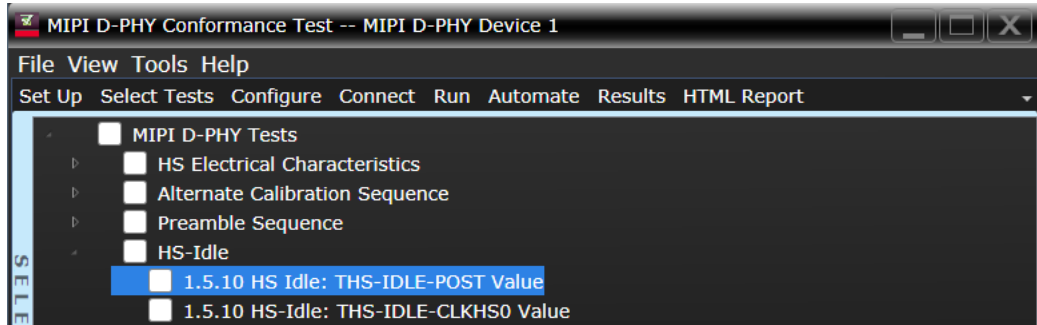 MIPI D-PHY Conformance Test -- MIPI D-PHY Device 1
File View Tools Help
Set Up Select Tests Configure Connect Run Automate Results HTML Report
MIPI D-PHY Tests
HS Electrical Characteristics
Alternate Calibration Sequence
Preamble Sequence
HS-Idle
1.5.10 HS Idle: THS-IDLE-POST Value
1.5.10 HS-Idle: THS-IDLE-CLKHS0 Value
SELE